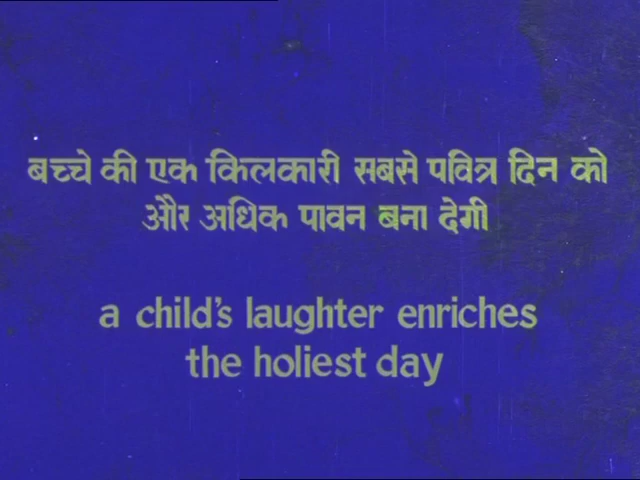 बच्चे की एक किलकारी सबसे पवित्र दिन को
और अधिक पावन बना देगी
a child's laughter enriches
the holiest day